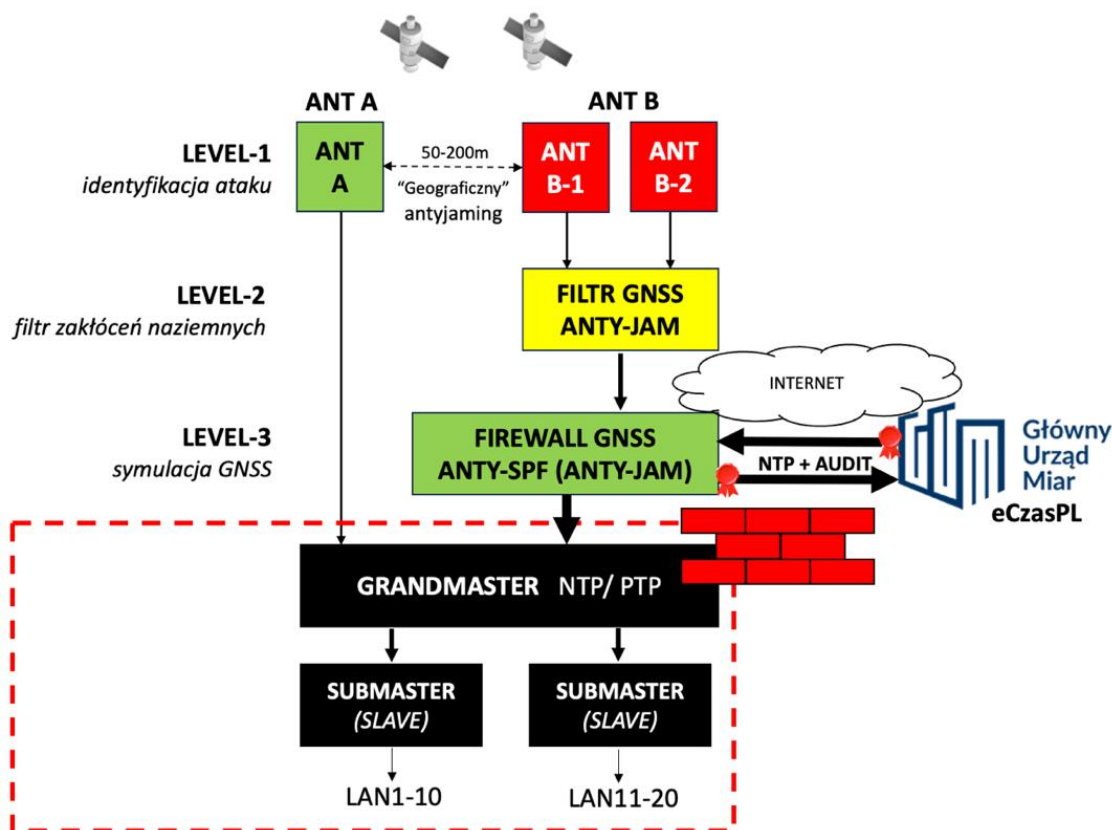 ANT A
ANT B
LEVEL-1
identyfikacja ataku
ANT
A
50-200m
“Geograficzny”
antyjaming
ANT
B-1
ANT
B-2
LEVEL-2
filtr zakłóceń naziemnych
FILTR GNSS
ANTY-JAM
INTERNET
LEVEL-3
symulacja GNSS
FIREWALL GNSS
ANTY-SPF (ANTY-JAM)
NTP + AUDIT
GUM
Główny
Urząd
Miar
eCzasPL
GRANDMASTER NTP/ PTP
SUBMASTER
(SLAVE)
SUBMASTER
(SLAVE)
LAN1-10
LAN11-20